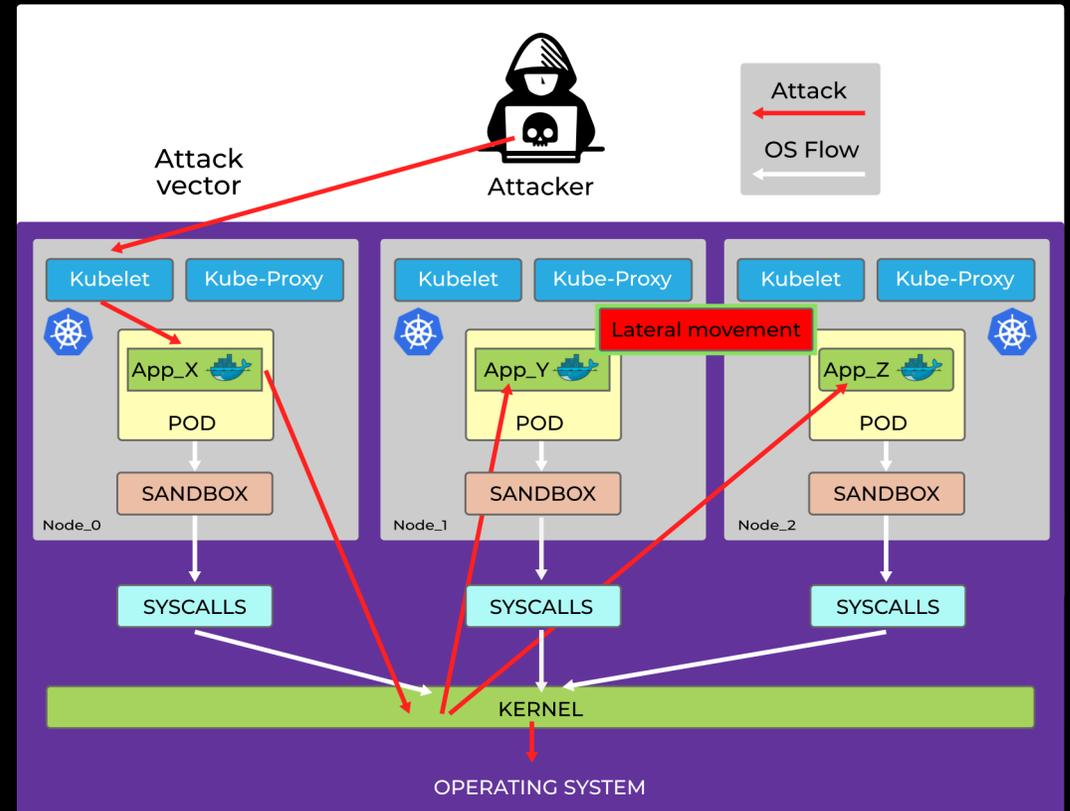 Attack
OS Flow
Attack
vector
Attacker
Kubelet
Kube-Proxy
Kubelet
Kube-Proxy
Kubelet
Kube-Proxy
Lateral movement
App_X
App_Y
App_Z
POD
POD
POD
SANDBOX
SANDBOX
SANDBOX
Node_0
Node_1
Node_2
SYSCALLS
SYSCALLS
SYSCALLS
KERNEL
OPERATING SYSTEM